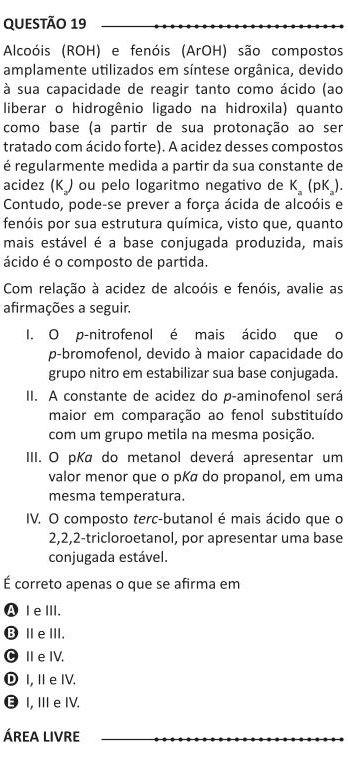 QUESTÃO 19
Alcoóis (ROH) e fenóis (ArOH) são compostos
amplamente utilizados em síntese orgânica, devido
à sua capacidade de reagir tanto como ácido (ao
liberar o hidrogênio ligado na hidroxila) quanto
como base (a partir de sua protonação ao ser
tratado com ácido forte). A acidez desses compostos
é regularmente medida a partir da sua constante de
acidez (Ka) ou pelo logaritmo negativo de Ka (pKa).
Contudo, pode-se prever a força ácida de alcoóis e
fenóis por sua estrutura química, visto que, quanto
mais estável é a base conjugada produzida, mais
ácido é o composto de partida.
Com relação à acidez de alcoóis e fenóis, avalie as
afirmações a seguir.
I. O p-nitrofenol é mais ácido que o
p-bromofenol, devido à maior capacidade do
grupo nitro em estabilizar sua base conjugada.
II. A constante de acidez do p-aminofenol será
maior em comparação ao fenol substituído
com um grupo metila na mesma posição.
III. O pKa do metanol deverá apresentar um
valor menor que o pKa do propanol, em uma
mesma temperatura.
IV. O composto terc-butanol é mais ácido que o
2,2,2-tricloroetanol, por apresentar uma base
conjugada estável.
É correto apenas o que se afirma em
A I e III.
B II e III.
C II e IV.
D I, II e IV.
E I, III e IV.
ÁREA LIVRE